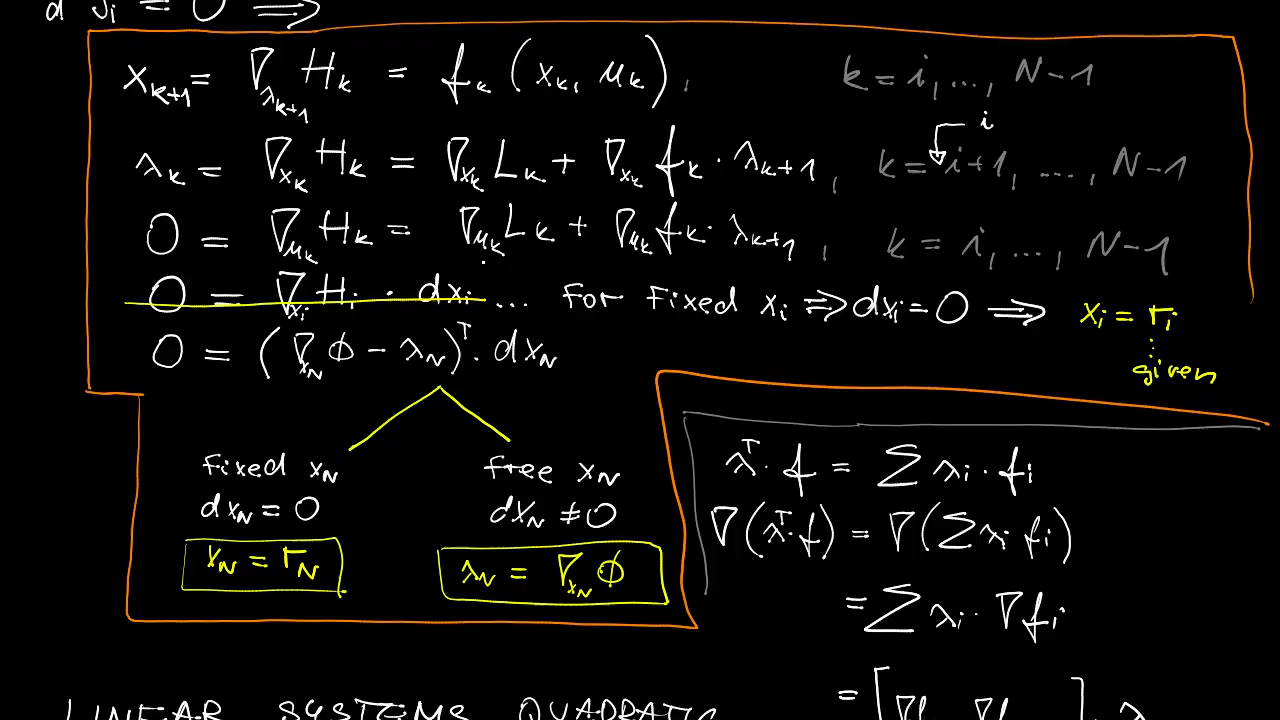 d J̄ᵢ = 0 ⟹
x_{k+1} = ∇_{λ_{k+1}} H_k = f_k (x_k, u_k), k = i, ..., N-1
i
λ_k = ∇_{x_k} H_k = ∇_{x_k} L_k + ∇_{x_k} f_k · λ_{k+1}, k = i+1, ..., N-1
0 = ∇_{u_k} H_k = ∇_{u_k} L_k + ∇_{u_k} f_k · λ_{k+1}, k = i, ..., N-1
0 = ∇_{x_i} H_i · dx_i ... FOR FIXED x_i ⟹ dx_i = 0 ⟹ x_i = r_i
given
0 = (∇_{x_N} ϕ - λ_N)^T · dx_N
fixed x_N
dx_N = 0
x_N = r_N
free x_N
dx_N ≠ 0
λ_N = ∇_{x_N} ϕ
λ^T · f = ∑ λ_i · f_i
∇(λ^T · f) = ∇(∑ λ_i f_i)
= ∑ λ_i · ∇f_i
= [∇f ∇f ] · λ
LINEAR SYSTEMS QUADRATIC